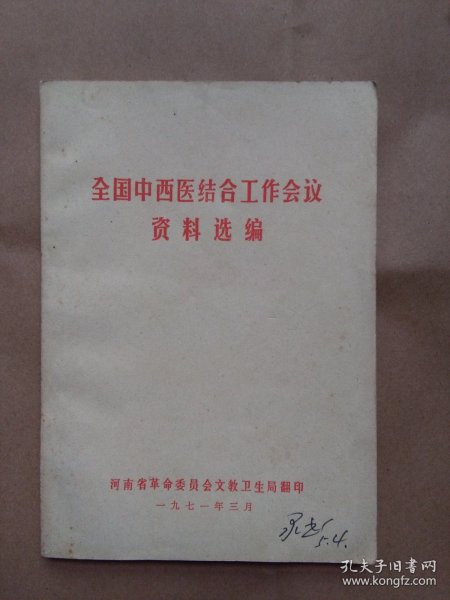 全国中西医结合工作会议
资料选编
河南省革命委员会文教卫生局翻印
一九七一年三月
5.4.
孔夫子旧书网
www.kongfz.com